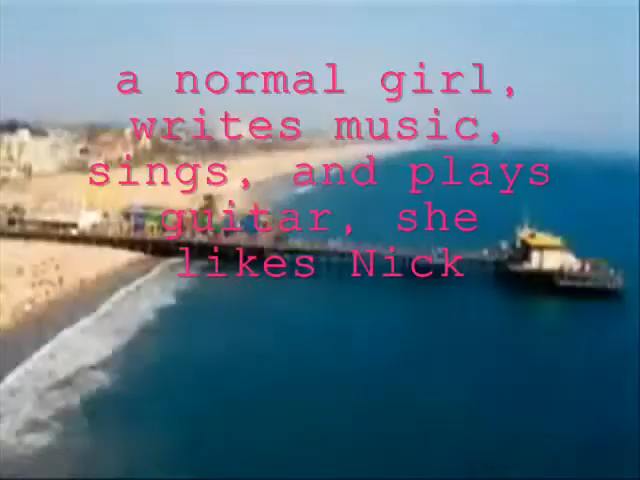 a normal girl,
writes music,
sings, and plays
guitar, she
likes Nick